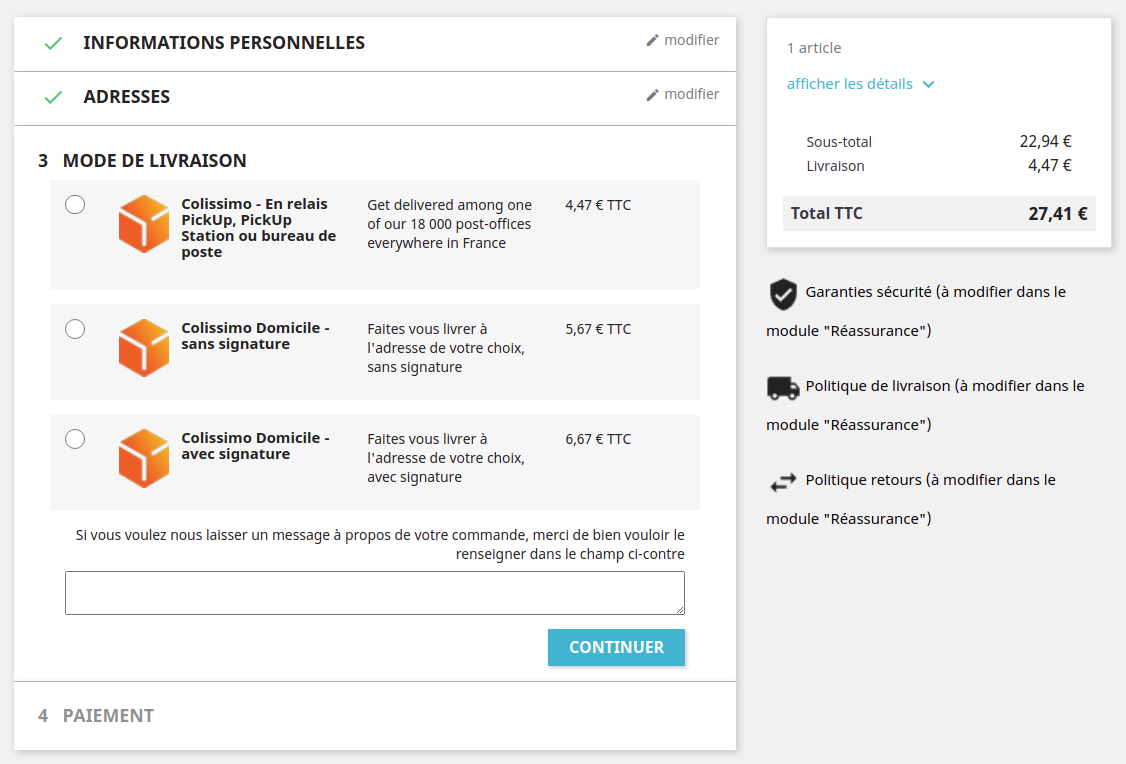 INFORMATIONS PERSONNELLES
modifier
ADRESSES
modifier
3 MODE DE LIVRAISON
Colissimo - En relais
PickUp, PickUp
Station ou bureau de
poste
Get delivered among one
of our 18 000 post-offices
everywhere in France
4,47 € TTC
Colissimo Domicile -
sans signature
Faites vous livrer à
l'adresse de votre choix,
sans signature
5,67 € TTC
Colissimo Domicile -
avec signature
Faites vous livrer à
l'adresse de votre choix,
avec signature
6,67 € TTC
Si vous voulez nous laisser un message à propos de votre commande, merci de bien vouloir le
renseigner dans le champ ci-contre
CONTINUER
4 PAIEMENT
1 article
afficher les détails
Sous-total 22,94 €
Livraison 4,47 €
Total TTC 27,41 €
Garanties sécurité (à modifier dans le
module "Réassurance")
Politique de livraison (à modifier dans le
module "Réassurance")
Politique retours (à modifier dans le
module "Réassurance")